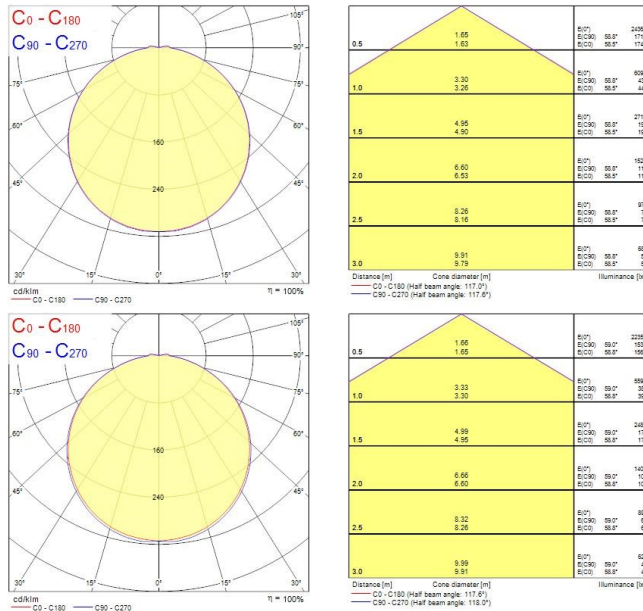 C0 - C180
C90 - C270
105°
90°
90°
75°
75°
60°
60°
45°
45°
160
240
30°
15°
0°
15°
30°
cd/klm
η = 100%
C0 - C180
C90 - C270
0.5
1.65
1.63
E(0°)
E(C90) 58.8°
E(C0) 58.5°
1.0
3.30
3.26
E(0°)
E(C90) 58.8°
E(C0) 58.5°
1.5
4.95
4.90
E(0°)
E(C90) 58.8°
E(C0) 58.5°
2.0
6.60
6.53
E(0°)
E(C90) 58.8°
E(C0) 58.5°
2.5
8.26
8.16
E(0°)
E(C90) 58.8°
E(C0) 58.5°
3.0
9.91
9.79
E(0°)
E(C90) 58.8°
E(C0) 58.5°
Distance [m] Cone diameter [m] Illuminance
C0 - C180 (Half beam angle: 117.0°)
C90 - C270 (Half beam angle: 117.6°)
C0 - C180
C90 - C270
105°
90°
90°
75°
75°
60°
60°
45°
45°
160
240
30°
15°
0°
15°
30°
cd/klm
η = 100%
C0 - C180
C90 - C270
0.5
1.66
1.65
E(0°)
E(C90) 59.0°
E(C0) 58.8°
1.0
3.33
3.30
E(0°)
E(C90) 59.0°
E(C0) 58.8°
1.5
4.99
4.95
E(0°)
E(C90) 59.0°
E(C0) 58.8°
2.0
6.66
6.60
E(0°)
E(C90) 59.0°
E(C0) 58.8°
2.5
8.32
8.26
E(0°)
E(C90) 59.0°
E(C0) 58.8°
3.0
9.99
9.91
E(0°)
E(C90) 59.0°
E(C0) 58.8°
Distance [m] Cone diameter [m] Illuminance
C0 - C180 (Half beam angle: 117.6°)
C90 - C270 (Half beam angle: 118.0°)